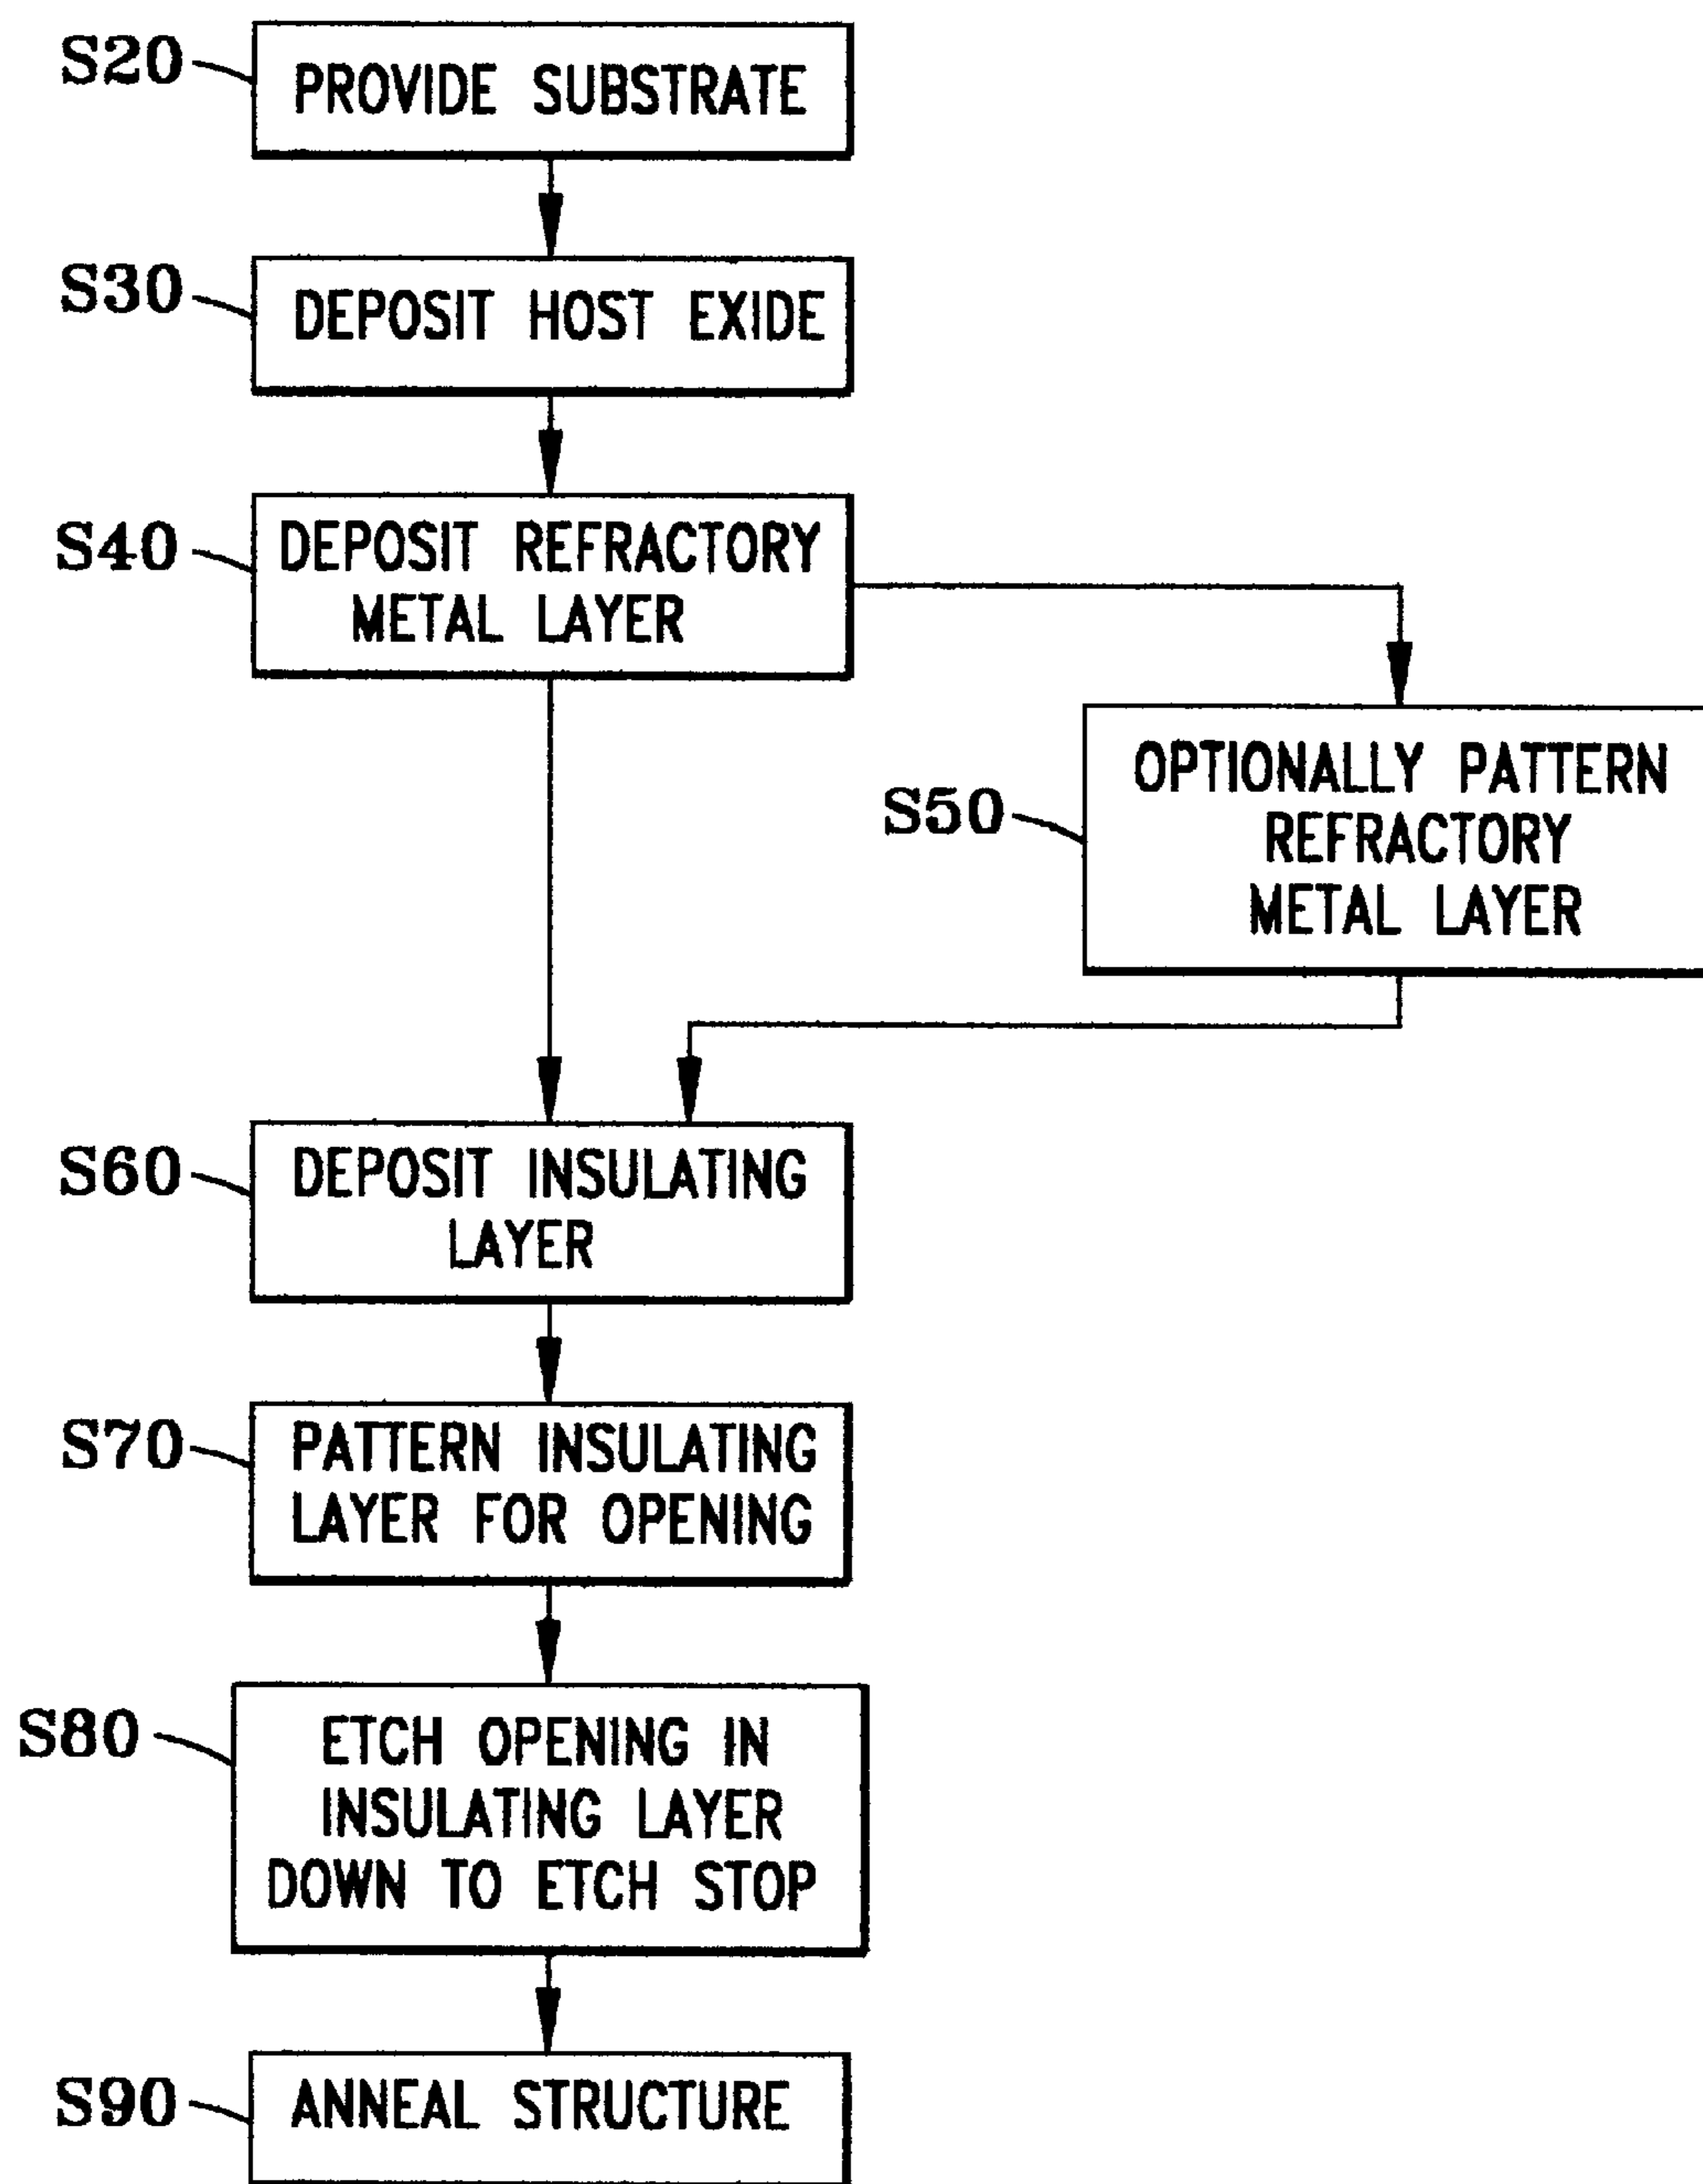 S20
PROVIDE SUBSTRATE
S30
DEPOSIT HOST EXIDE
S40
DEPOSIT REFRACTORY
METAL LAYER
S50
OPTIONALLY PATTERN
REFRACTORY
METAL LAYER
S60
DEPOSIT INSULATING
LAYER
S70
PATTERN INSULATING
LAYER FOR OPENING
S80
ETCH OPENING IN
INSULATING LAYER
DOWN TO ETCH STOP
S90
ANNEAL STRUCTURE